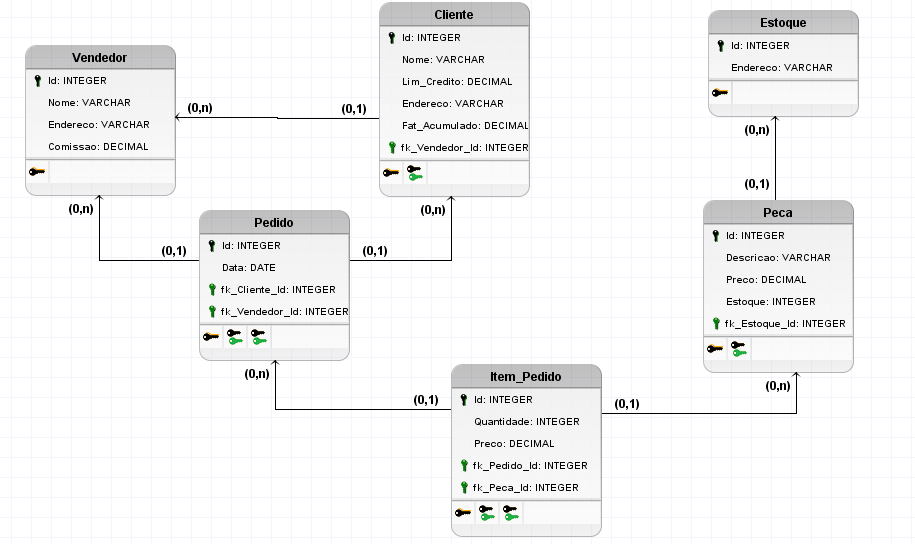 Vendedor
Id: INTEGER
Nome: VARCHAR
Endereco: VARCHAR
Comissao: DECIMAL
(0,n)
(0,1)
Cliente
Id: INTEGER
Nome: VARCHAR
Lim_Credito: DECIMAL
Endereco: VARCHAR
Fat_Acumulado: DECIMAL
fk_Vendedor_Id: INTEGER
Estoque
Id: INTEGER
Endereco: VARCHAR
(0,n)
(0,1)
(0,n)
(0,1)
Pedido
Id: INTEGER
Data: DATE
fk_Cliente_Id: INTEGER
fk_Vendedor_Id: INTEGER
(0,1)
(0,n)
Peca
Id: INTEGER
Descricao: VARCHAR
Preco: DECIMAL
Estoque: INTEGER
fk_Estoque_Id: INTEGER
(0,n)
(0,1)
Item_Pedido
Id: INTEGER
Quantidade: INTEGER
Preco: DECIMAL
fk_Pedido_Id: INTEGER
fk_Peca_Id: INTEGER
(0,1)
(0,n)